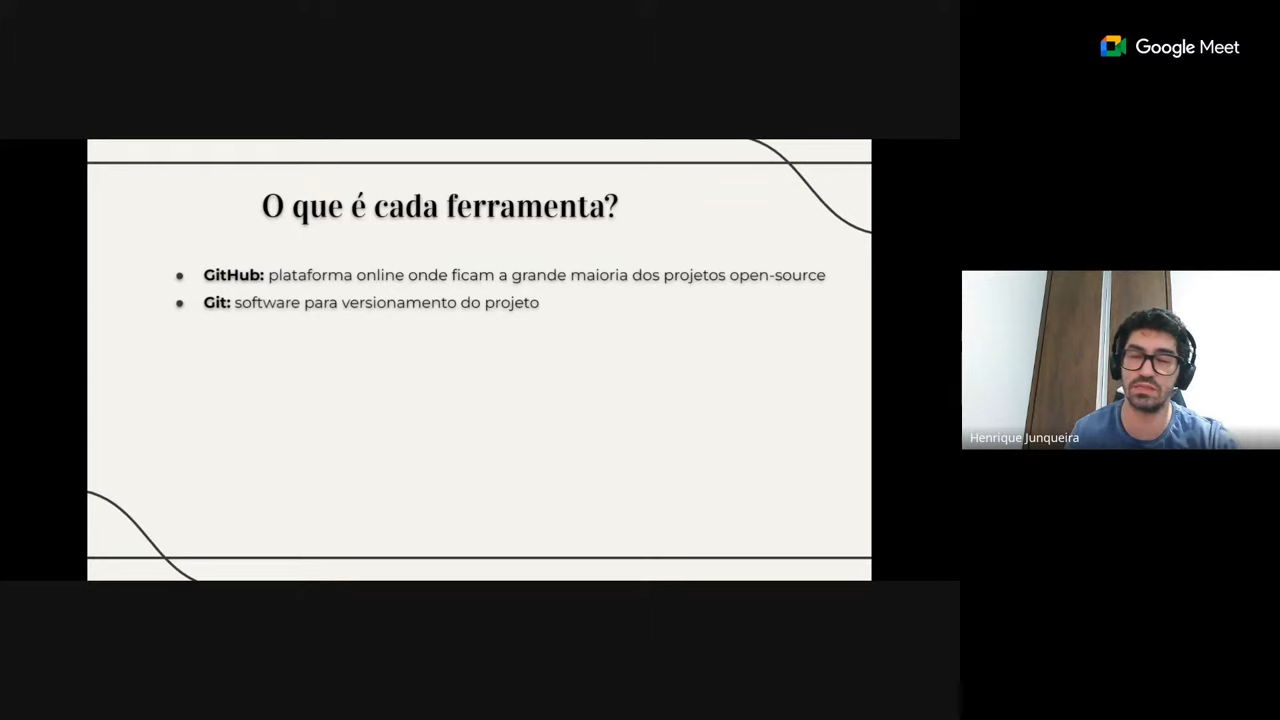 Google Meet
O que é cada ferramenta?
GitHub: plataforma online onde ficam a grande maioria dos projetos open-source
Git: software para versionamento do projeto
Henrique Junqueira